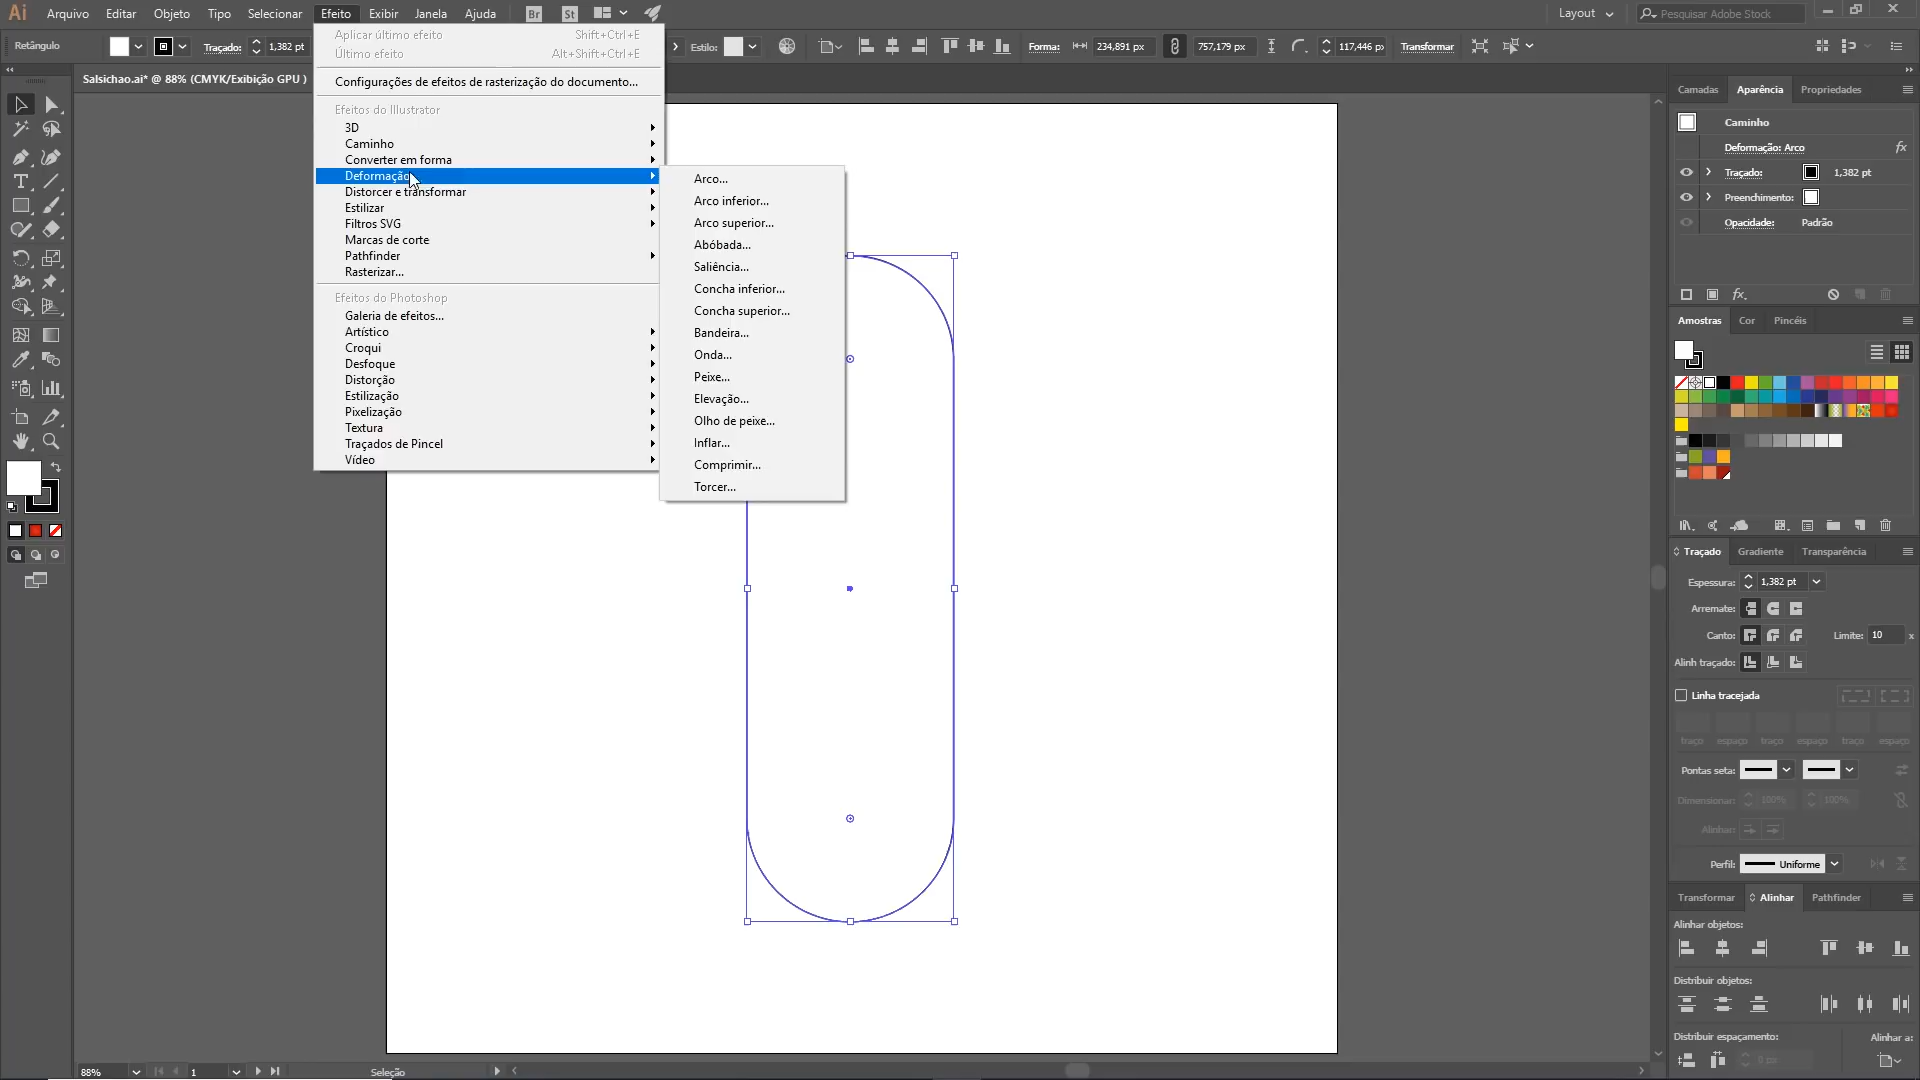 Ai Arquivo Editar Objeto Tipo Selecionar Efeito Exibir Janela Ajuda Br St Layout Pesquisar Adobe Stock
Retângulo Traçado: 1,382 pt Estilo: Forma: 234,891 px 757,179 px 117,446 px Transformar
Salsichao.ai* @ 88% (CMYK/Exibição GPU )
Aplicar último efeito Shift+Ctrl+E
Último efeito Alt+Shift+Ctrl+E
Configurações de efeitos de rasterização do documento...
Efeitos do Illustrator
3D
Caminho
Converter em forma
Deformação
Distorcer e transformar
Estilizar
Filtros SVG
Marcas de corte
Pathfinder
Rasterizar...
Efeitos do Photoshop
Galeria de efeitos...
Artístico
Croqui
Desfoque
Distorção
Estilização
Pixelização
Textura
Traçados de Pincel
Vídeo
Arco...
Arco inferior...
Arco superior...
Abóbada...
Saliência...
Concha inferior...
Concha superior...
Bandeira...
Onda...
Peixe...
Elevação...
Olho de peixe...
Inflar...
Comprimir...
Torcer...
Camadas Aparência Propriedades
Caminho
Deformação: Arco fx
Traçado: 1,382 pt
Preenchimento:
Opacidade: Padrão
fx.
Amostras Cor Pincéis
Traçado Gradiente Transparência
Espessura: 1,382 pt
Arremate:
Canto: Limite: 10 x
Alinh traçado:
Linha tracejada
traço espaço traço espaço traço espaço
Pontas seta:
Dimensionar: 100% 100%
Alinhar:
Perfil: Uniforme
Transformar Alinhar Pathfinder
Alinhar objetos:
Distribuir objetos:
Distribuir espaçamento: Alinhar a:
0 px
88% 1 Seleção